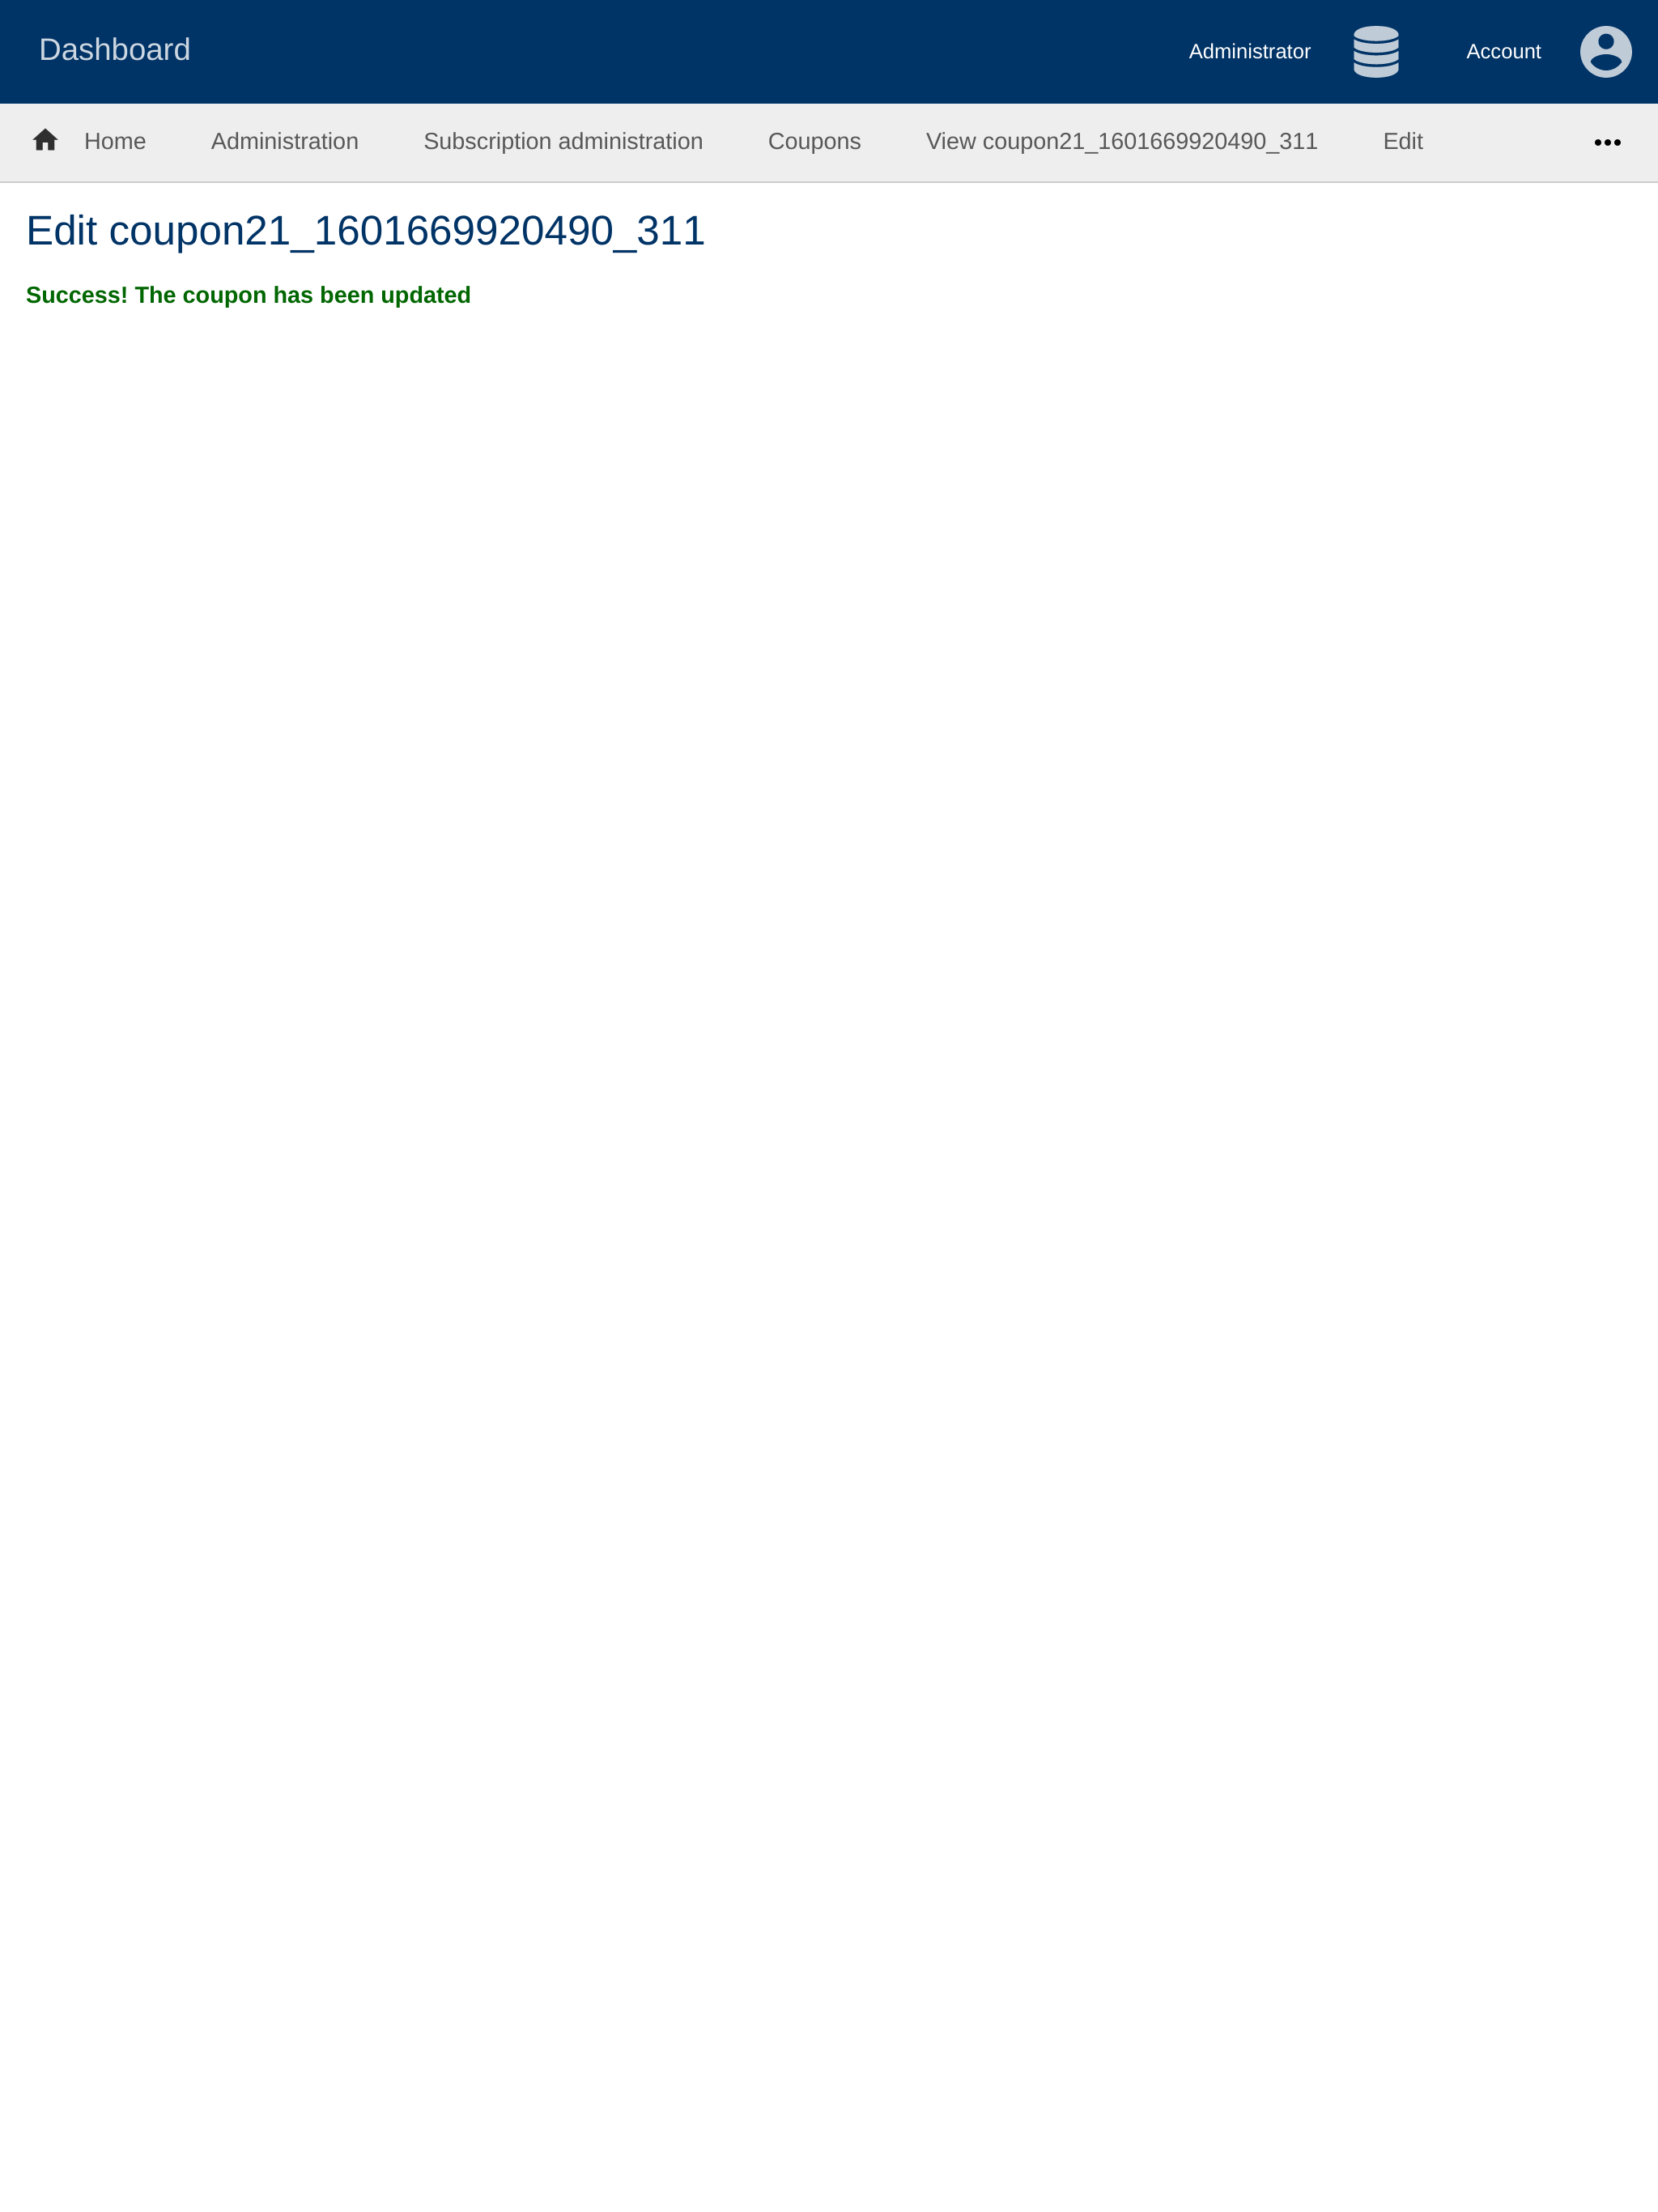 Dashboard
Administrator
Account
Home
Administration
Subscription administration
Coupons
View coupon21_1601669920490_311
Edit
Edit coupon21_1601669920490_311
Success! The coupon has been updated